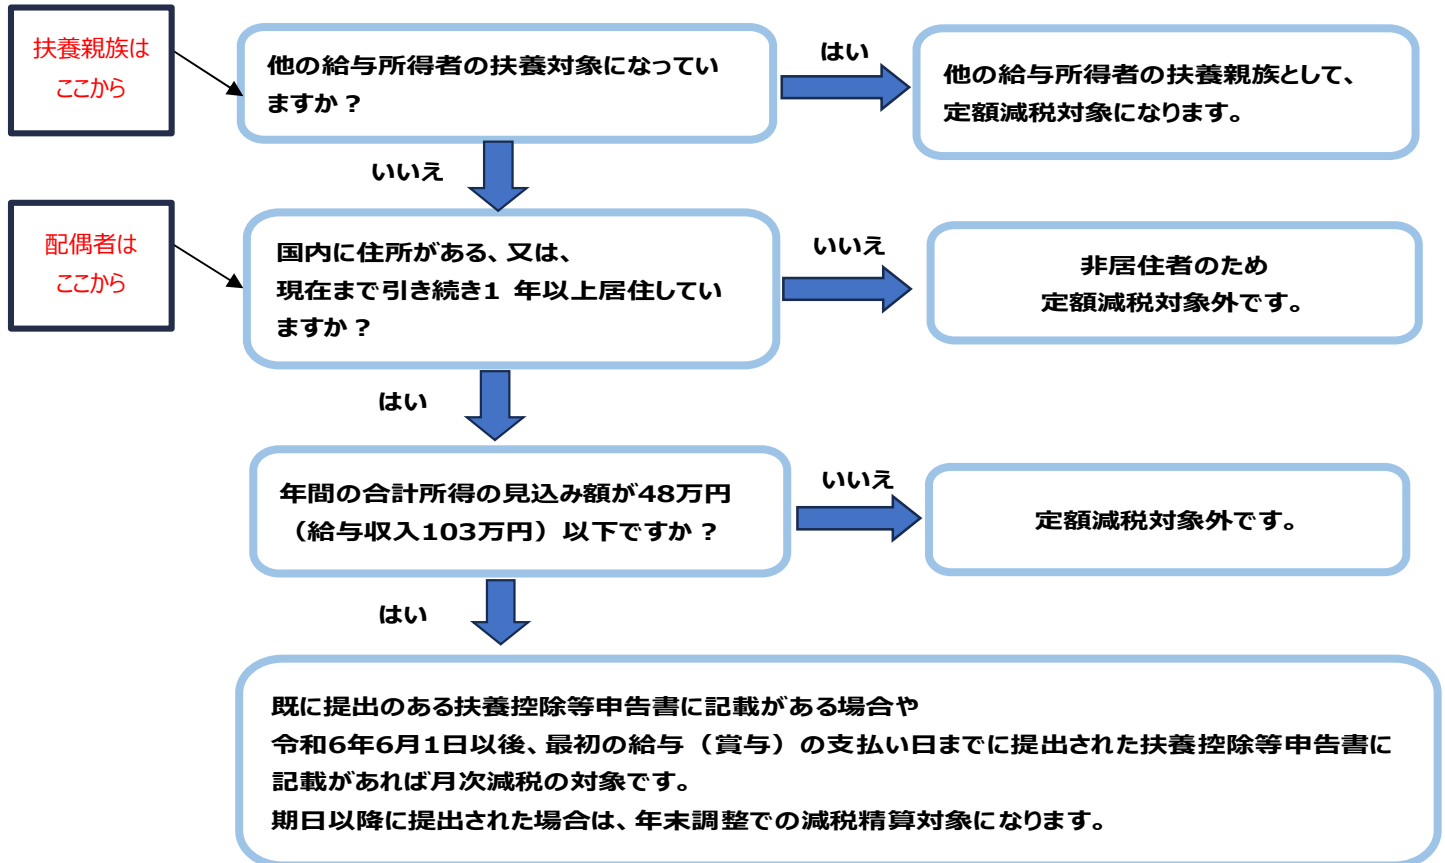 扶養親族は
ここから
他の給与所得者の扶養対象になってい
ますか？
はい
他の給与所得者の扶養親族として、
定額減税対象になります。
いいえ
配偶者は
ここから
国内に住所がある、又は、
現在まで引き続き1 年以上居住してい
ますか？
いいえ
非居住者のため
定額減税対象外です。
はい
年間の合計所得の見込み額が48万円
（給与収入103万円）以下ですか？
いいえ
定額減税対象外です。
はい
既に提出のある扶養控除等申告書に記載がある場合や
令和6年6月1日以後、最初の給与（賞与）の支払い日までに提出された扶養控除等申告書に
記載があれば月次減税の対象です。
期日以降に提出された場合は、年末調整での減税精算対象になります。